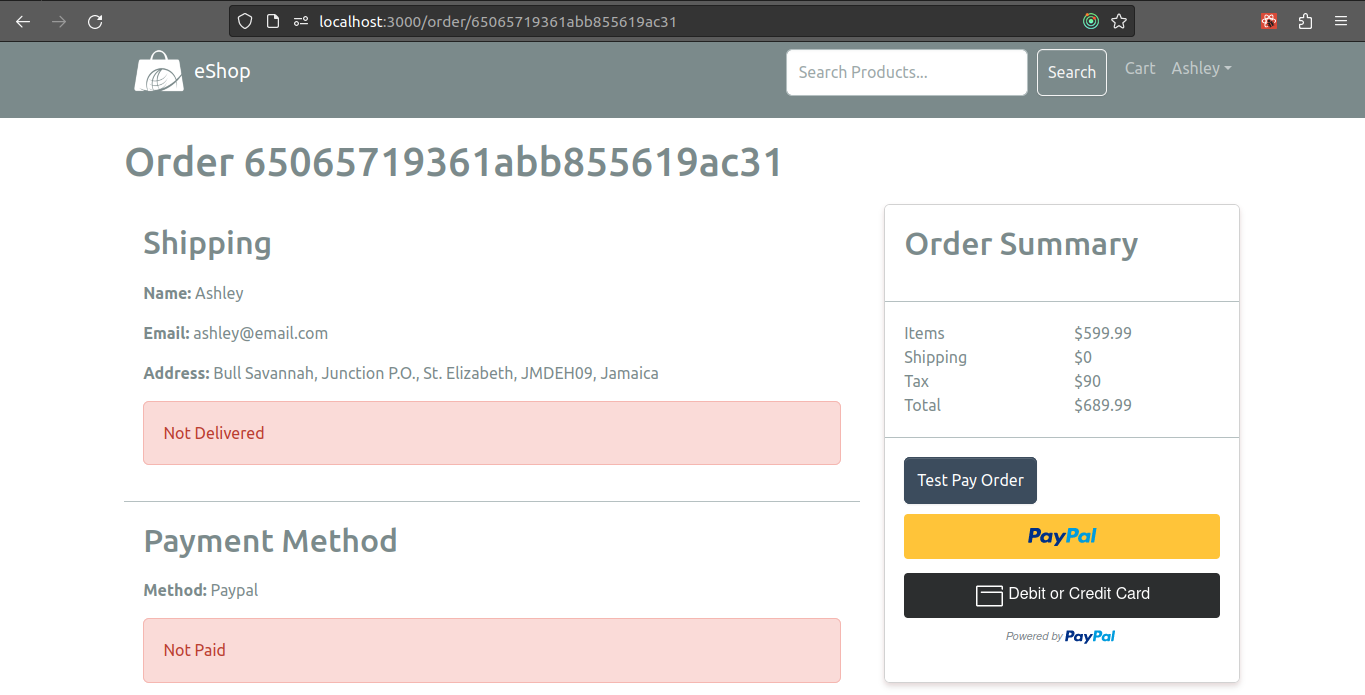 localhost:3000/order/65065719361abb855619ac31
eShop
Search Products...
Search
Cart
Ashley
Order 65065719361abb855619ac31
Shipping
Name: Ashley
Email: ashley@email.com
Address: Bull Savannah, Junction P.O., St. Elizabeth, JMDEH09, Jamaica
Not Delivered
Payment Method
Method: Paypal
Not Paid
Order Summary
Items $599.99
Shipping $0
Tax $90
Total $689.99
Test Pay Order
PayPal
Debit or Credit Card
Powered by PayPal